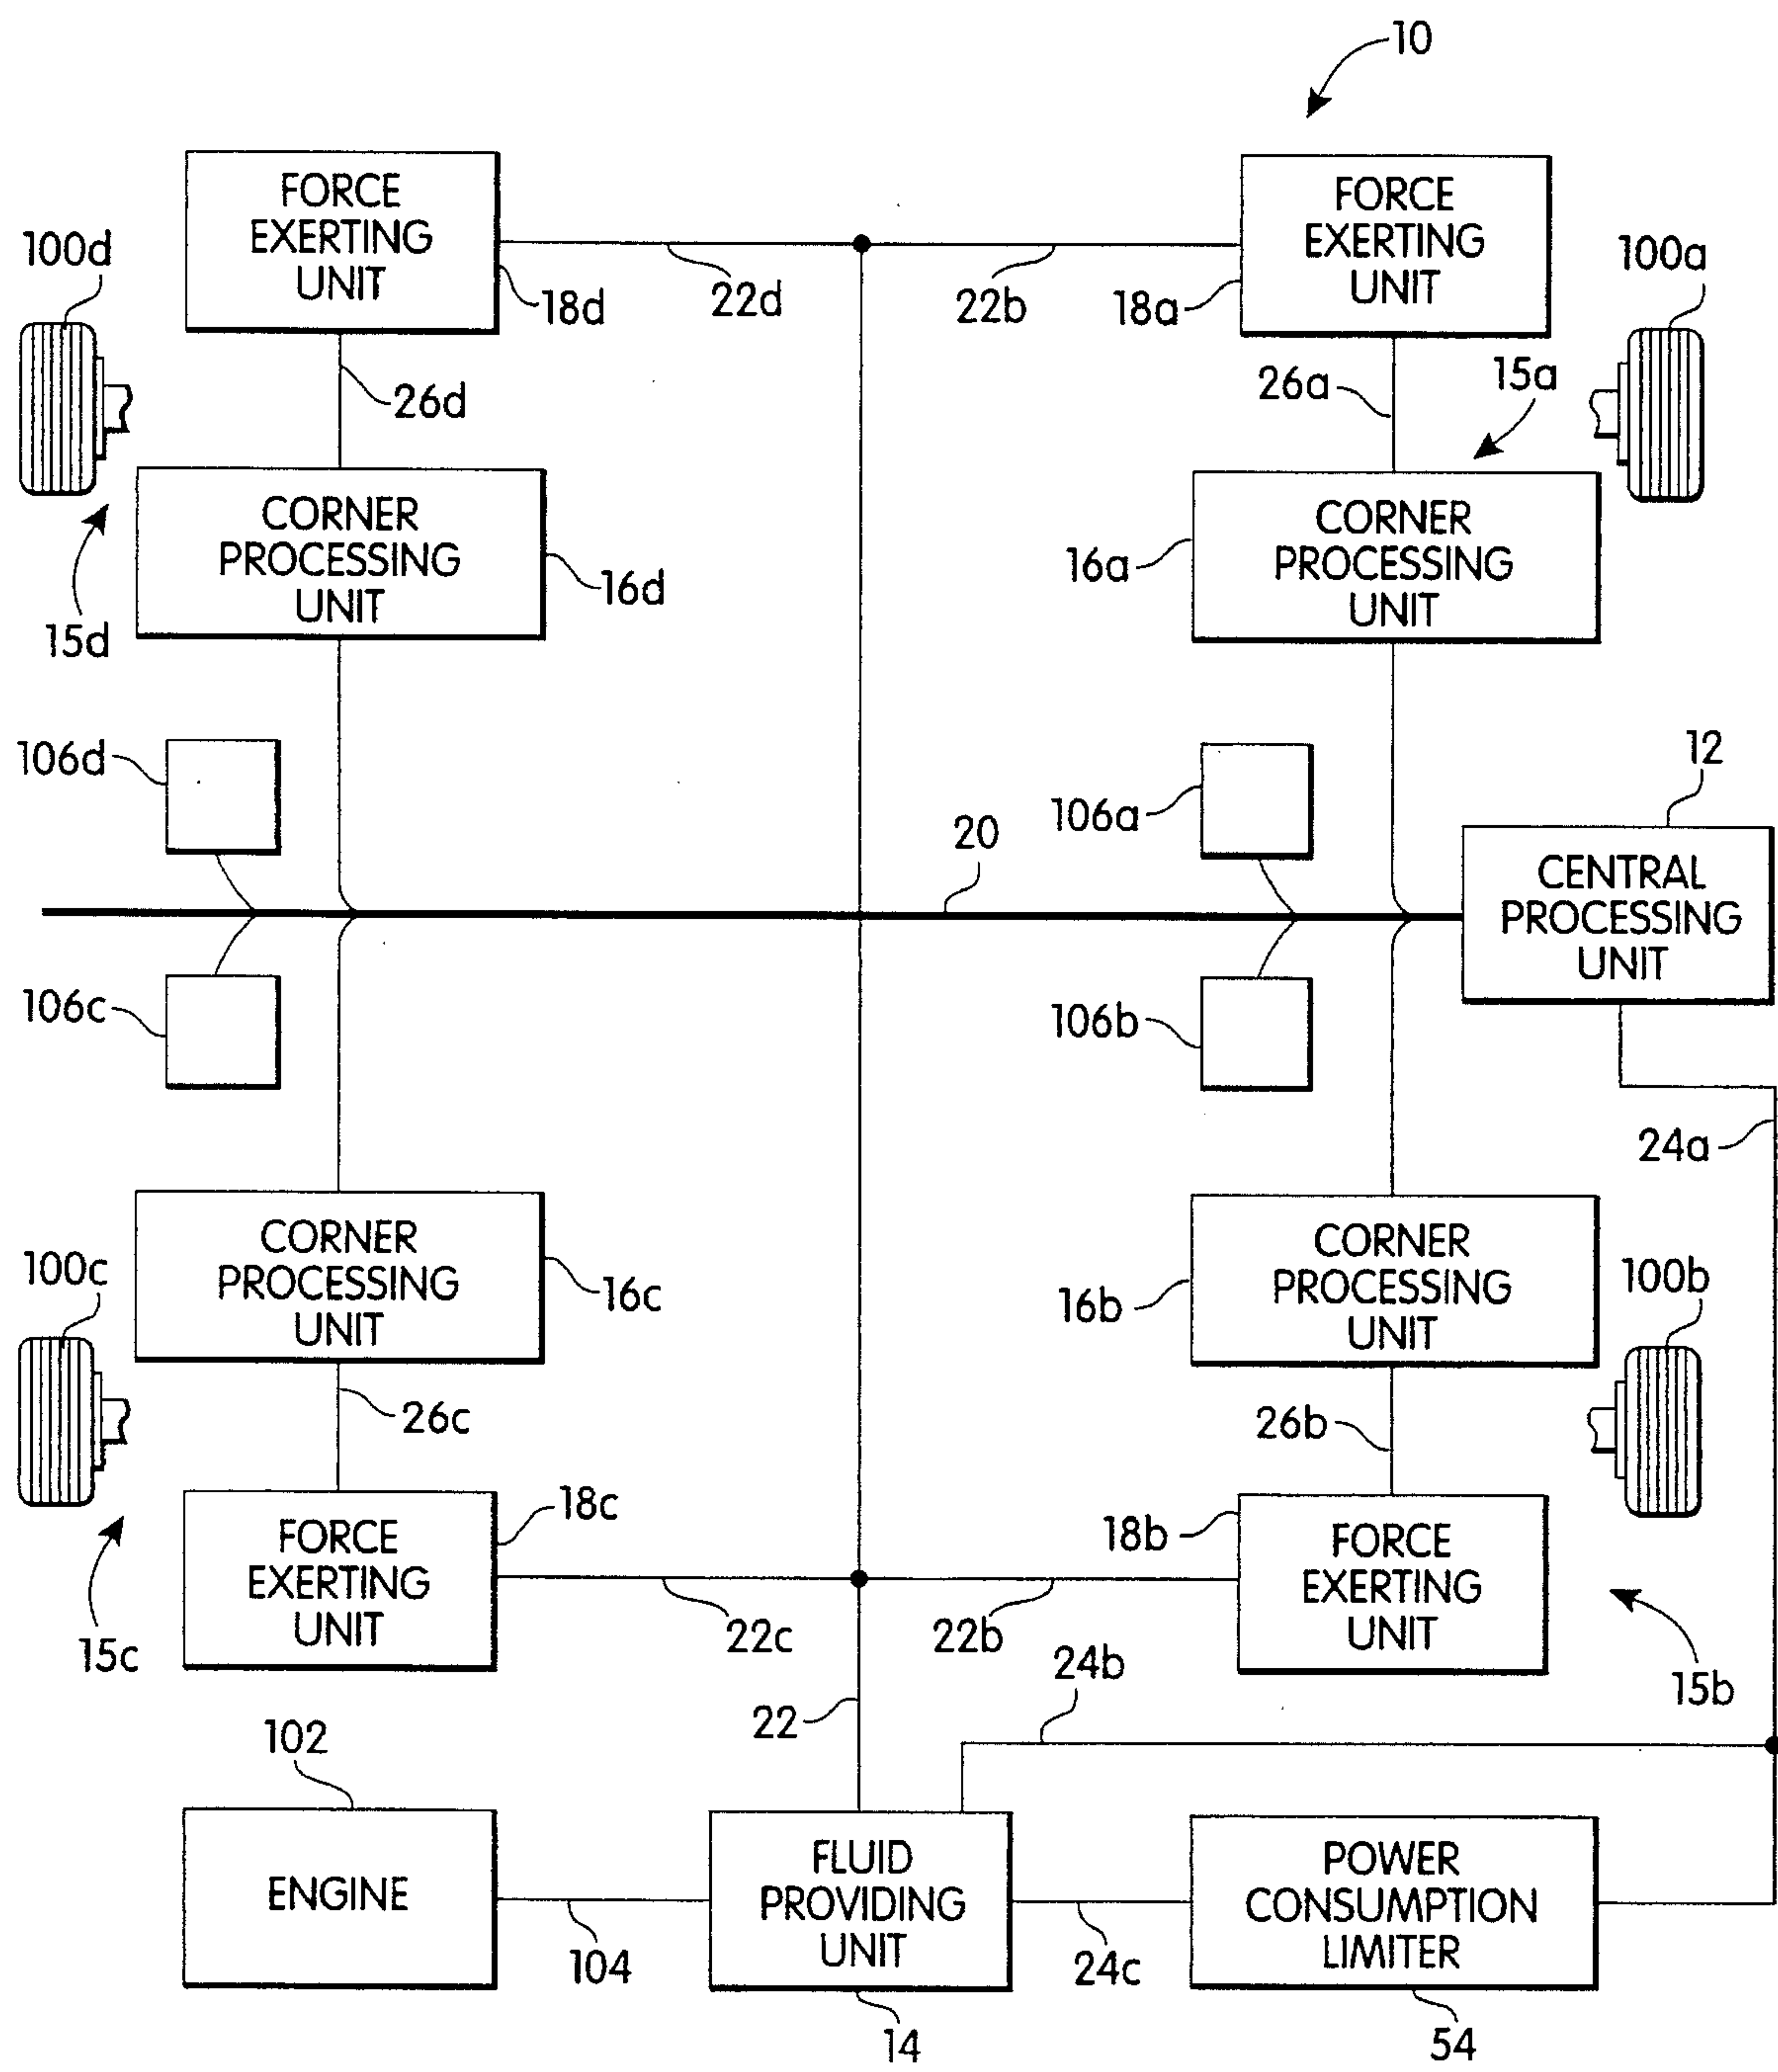 10
FORCE
EXERTING
UNIT
FORCE
EXERTING
UNIT
100d
100a
18d
22d
22b
18a
26d
26a
15a
CORNER
PROCESSING
UNIT
CORNER
PROCESSING
UNIT
16d
16a
15d
106d
106a
12
20
CENTRAL
PROCESSING
UNIT
106c
106b
24a
CORNER
PROCESSING
UNIT
CORNER
PROCESSING
UNIT
100c
16c
16b
100b
26c
26b
18c
18b
FORCE
EXERTING
UNIT
FORCE
EXERTING
UNIT
15c
22c
22b
24b
15b
22
102
ENGINE
FLUID
PROVIDING
UNIT
POWER
CONSUMPTION
LIMITER
104
24c
14
54